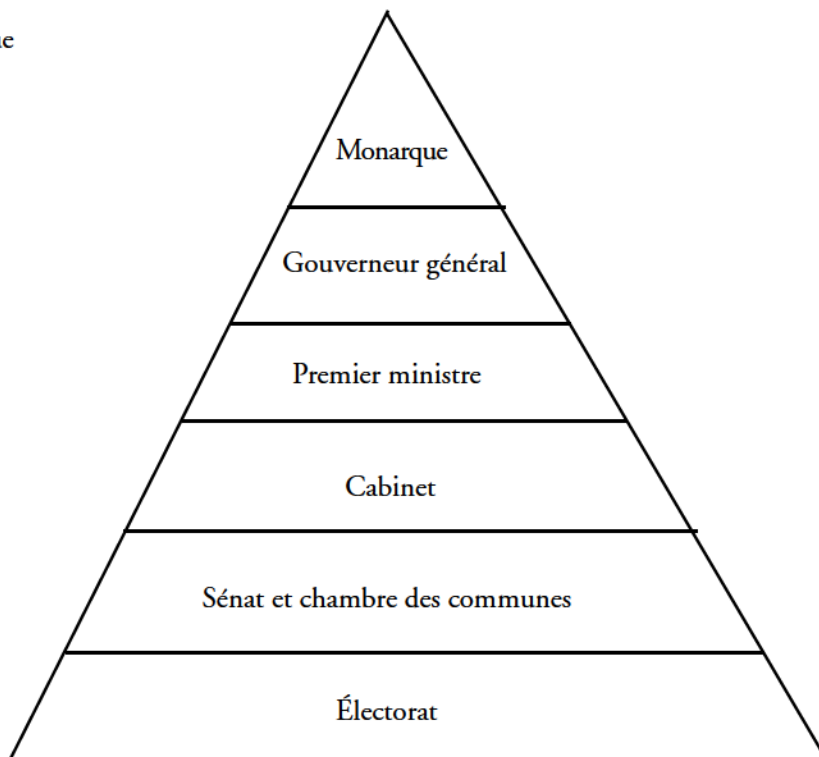 Monarque
Gouverneur général
Premier ministre
Cabinet
Sénat et chambre des communes
Électorat